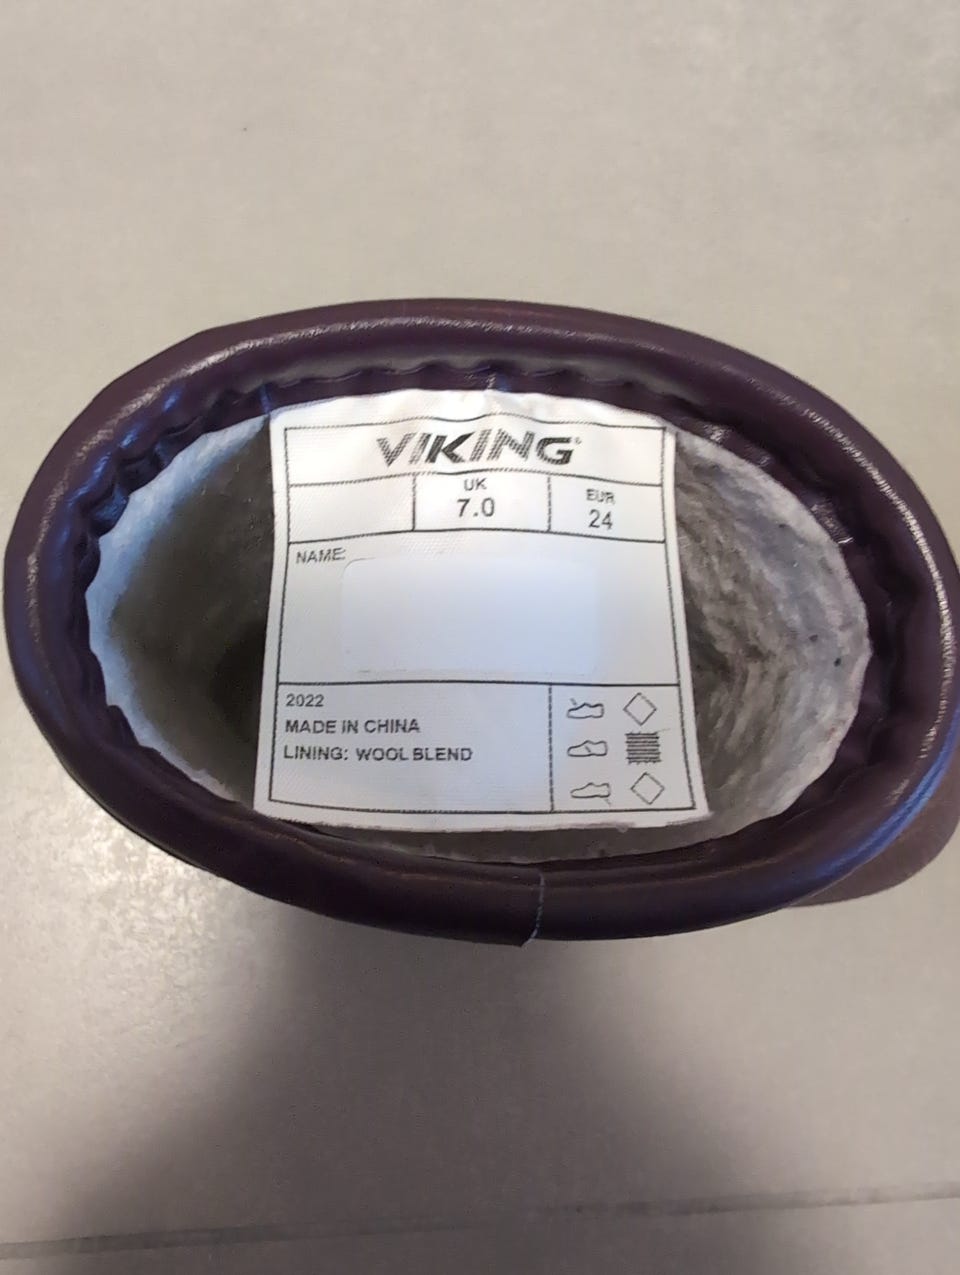 VIKING
UK
7.0
EUR
24
NAME:
2022
MADE IN CHINA
LINING: WOOL BLEND